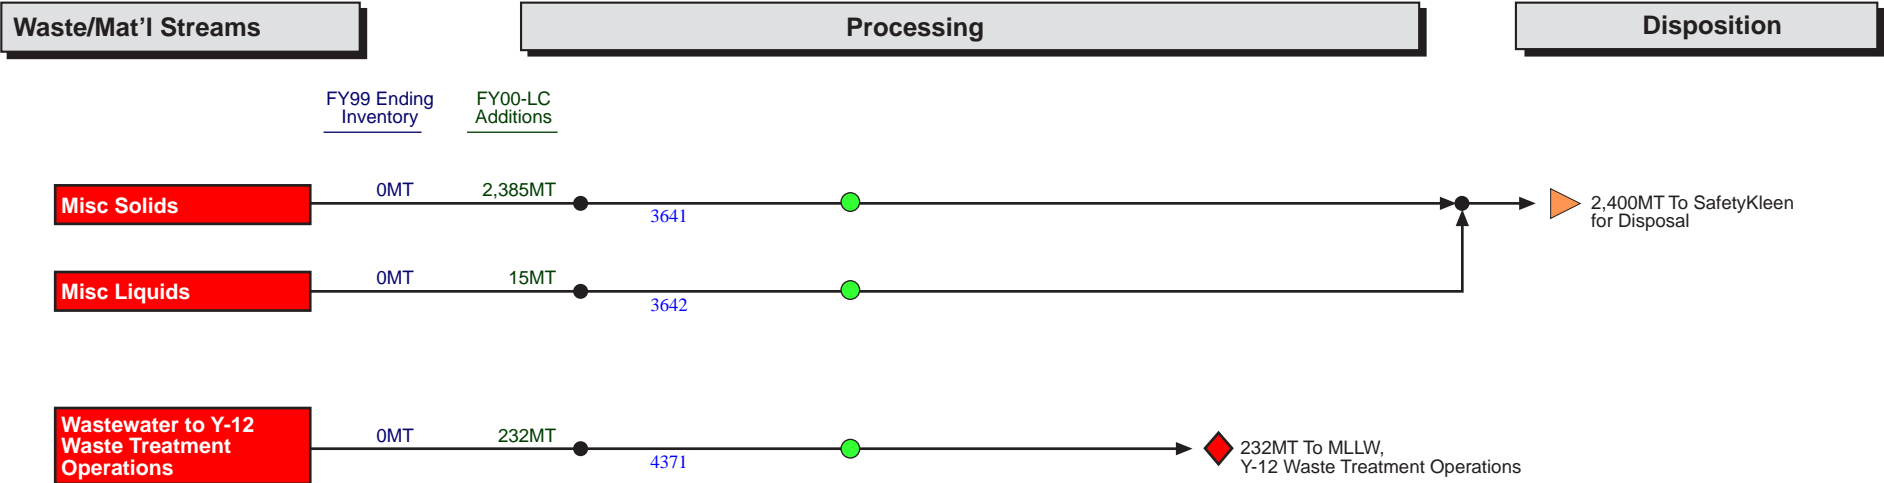 Waste/Mat’l Streams
Processing
Disposition
FY99 Ending
Inventory
FY00-LC
Additions
Misc Solids
0MT
2,385MT
3641
2,400MT To SafetyKleen
for Disposal
Misc Liquids
0MT
15MT
3642
Wastewater to Y-12
Waste Treatment
Operations
0MT
232MT
4371
232MT To MLLW,
Y-12 Waste Treatment Operations